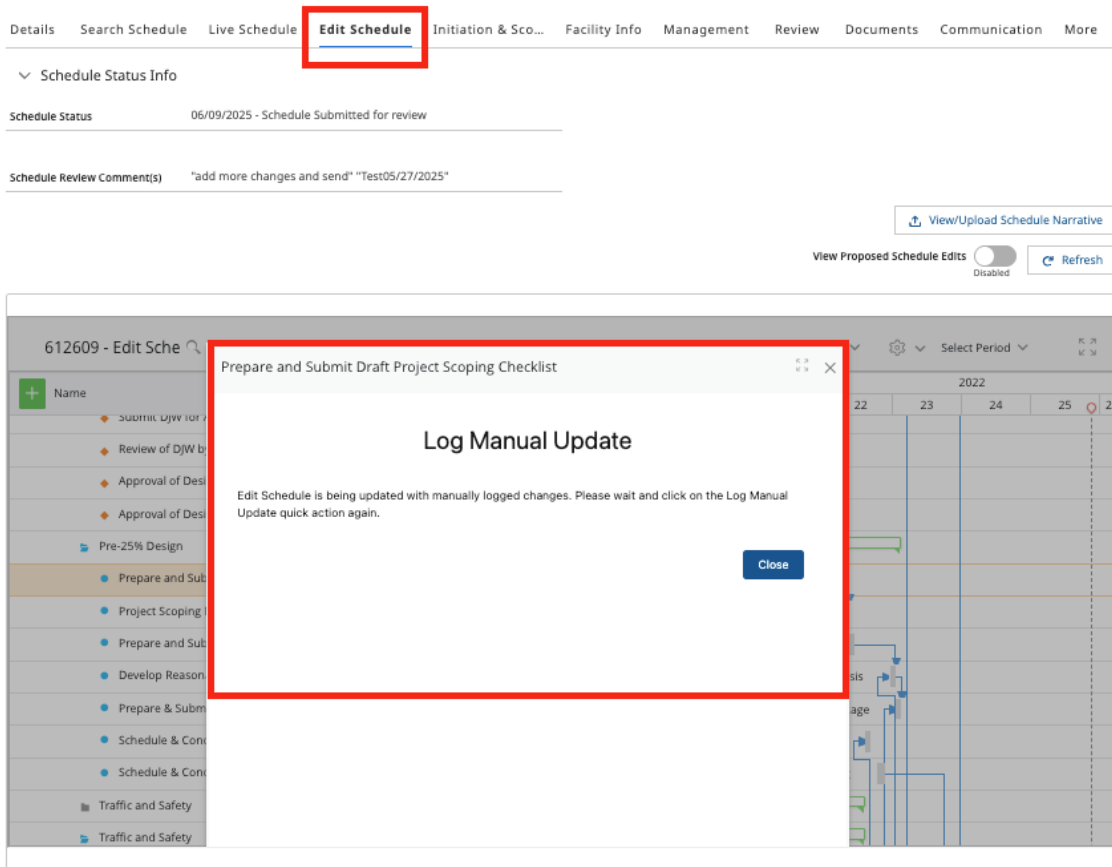 Details Search Schedule Live Schedule Edit Schedule Initiation & Sco... Facility Info Management Review Documents Communication More
Schedule Status Info
Schedule Status 06/09/2025 - Schedule Submitted for review
Schedule Review Comment(s) "add more changes and send" "Test05/27/2025"
View/Upload Schedule Narrative
View Proposed Schedule Edits Disabled Refresh
612609 - Edit Sche Select Period
Prepare and Submit Draft Project Scoping Checklist
Name 2022
22 23 24 25 2
Submit DJW for
Log Manual Update
Review of DJW b
Approval of Desi
Edit Schedule is being updated with manually logged changes. Please wait and click on the Log Manual
Update quick action again.
Approval of Desi
Pre-25% Design
Close
Prepare and Sub
Project Scoping
Prepare and Sub
Develop Reason sis
Prepare & Subm age
Schedule & Con
Schedule & Con
Traffic and Safety
Traffic and Safety